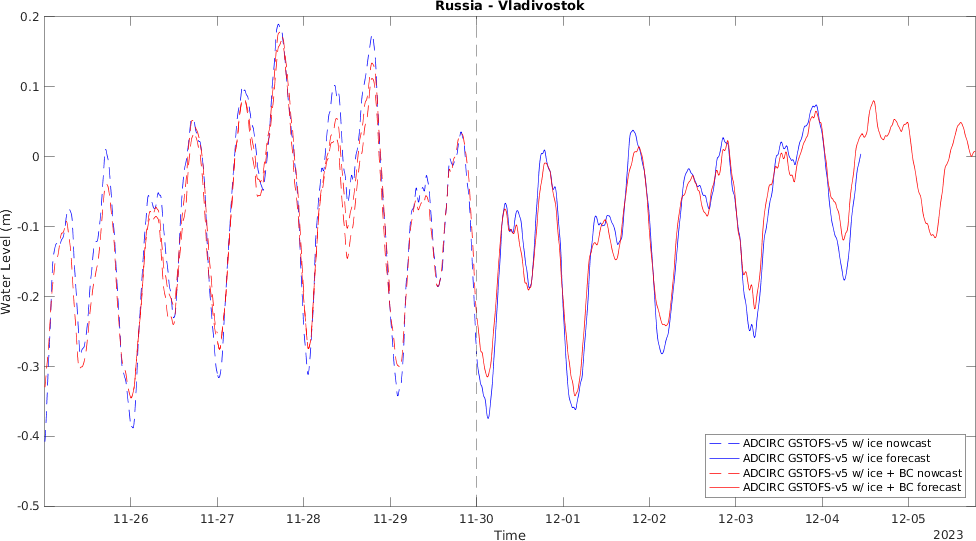 Russia - Vladivostok
0.2
0.1
0
-0.1
-0.2
-0.3
-0.4
-0.5
Water Level (m)
ADCIRC GSTOFS-v5 w/ ice nowcast
ADCIRC GSTOFS-v5 w/ ice forecast
ADCIRC GSTOFS-v5 w/ ice + BC nowcast
ADCIRC GSTOFS-v5 w/ ice + BC forecast
11-26 11-27 11-28 11-29 11-30 12-01 12-02 12-03 12-04 12-05
Time
2023